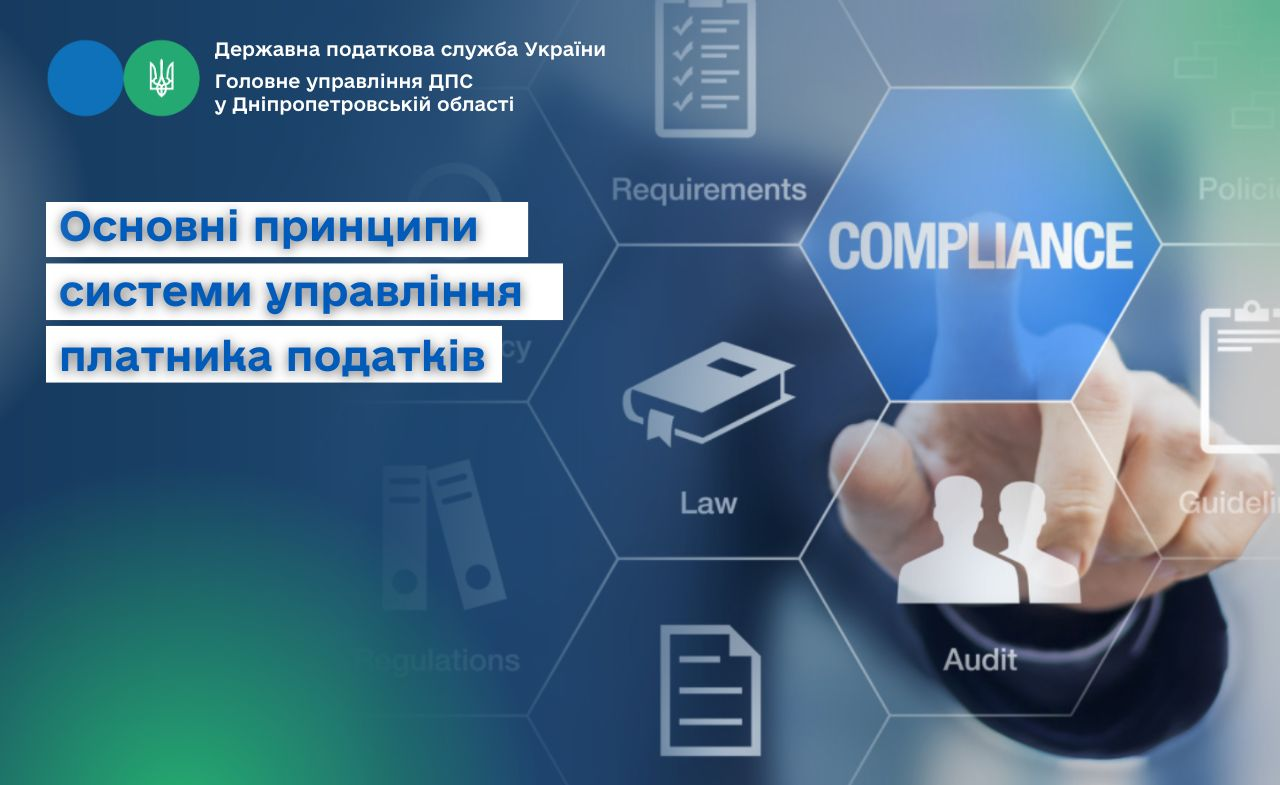 Державна податкова служба України
Головне управління ДПС
у Дніпропетровській області
Основні принципи
системи управління
платника податків
Requirements
COMPLIANCE
Law
Audit
Regulations